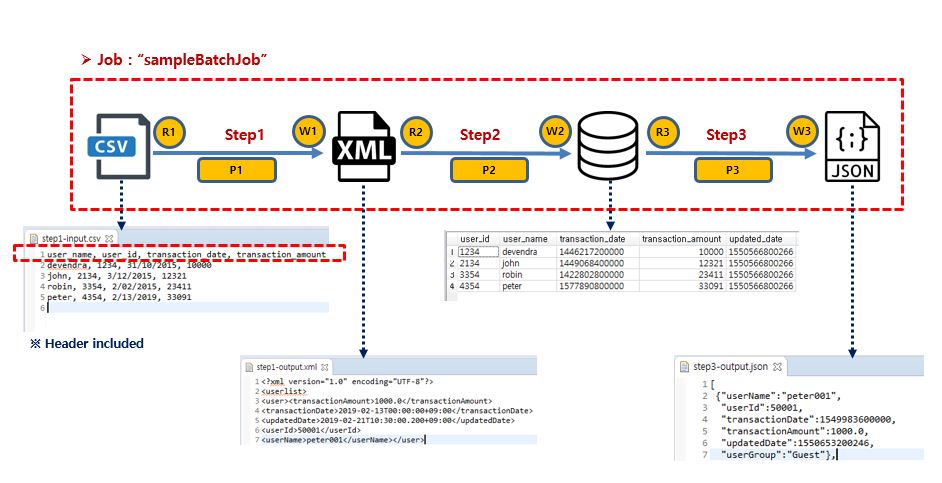 ➢ Job : “sampleBatchJob”
R1 Step1 W1 R2 Step2 W2 R3 Step3 W3
CSV XML {;} JSON
P1 P2 P3
step1-input.csv
1 user_name, user_id, transaction_date, transaction_amount
2 devendra, 1234, 31/10/2015, 10000
3 john, 2134, 3/12/2015, 12321
4 robin, 3354, 2/02/2015, 23411
5 peter, 4354, 2/13/2019, 33091
6
※ Header included
user_id user_name transaction_date transaction_amount updated_date
1 1234 devendra 1446217200000 10000 1550566800266
2 2134 john 1449068400000 12321 1550566800266
3 3354 robin 1422802800000 23411 1550566800266
4 4354 peter 1577890800000 33091 1550566800266
step1-output.xml
1 <?xml version="1.0" encoding="UTF-8"?>
2 <userlist>
3 <user><transactionAmount>1000.0</transactionAmount>
4 <transactionDate>2019-02-13T00:00:00+09:00</transactionDate>
5 <updatedDate>2019-02-21T10:30:00.200+09:00</updatedDate>
6 <userId>50001</userId>
7 <userName>peter001</userName></user>
step3-output.json
1 [
2 {"userName":"peter001",
3 "userId":50001,
4 "transactionDate":1549983600000,
5 "transactionAmount":1000.0,
6 "updatedDate":1550653200246,
7 "userGroup":"Guest"},